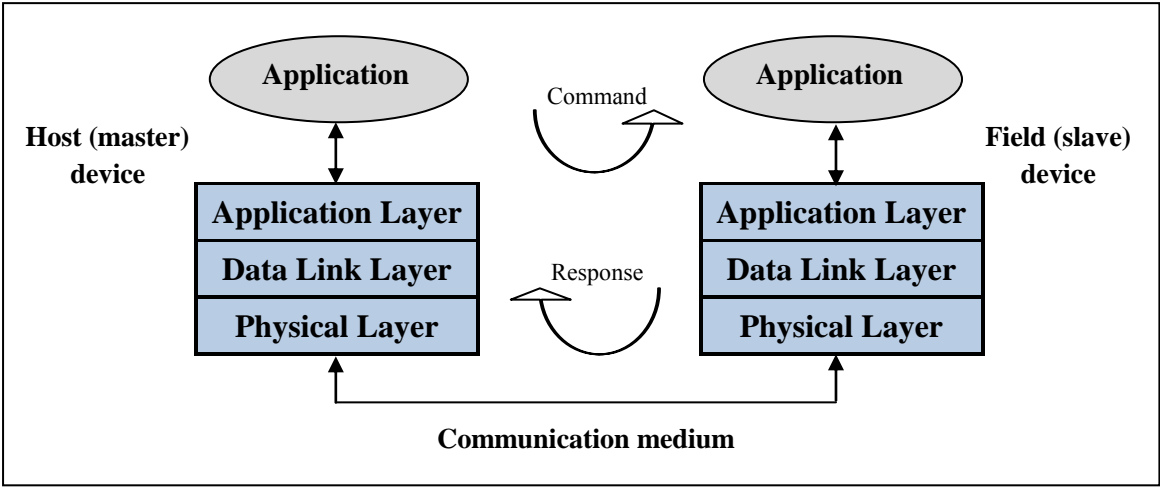 Application
Application
Command
Host (master)
device
Field (slave)
device
Application Layer
Data Link Layer
Physical Layer
Response
Application Layer
Data Link Layer
Physical Layer
Communication medium